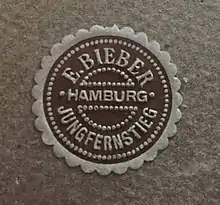 E. BIEBER
· HAMBURG ·
JUNGFERNSTIEG